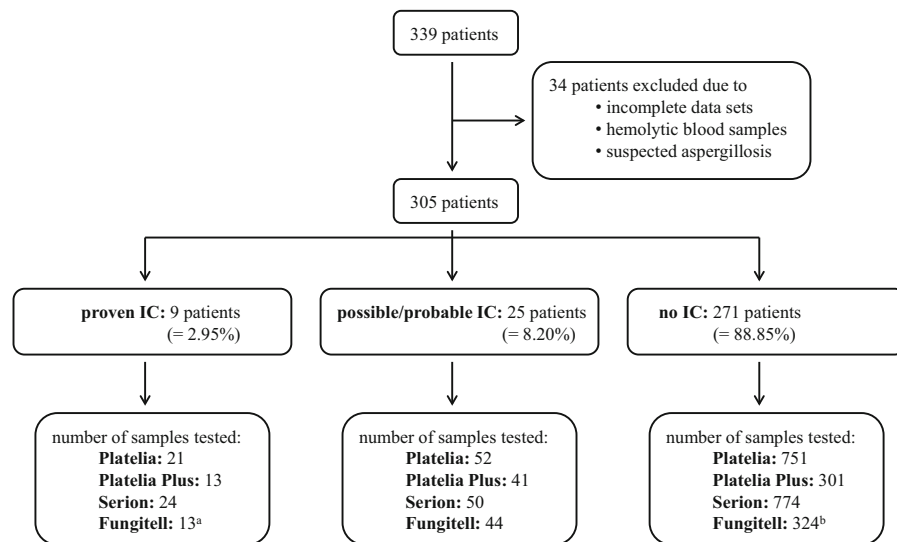 339 patients
34 patients excluded due to
• incomplete data sets
• hemolytic blood samples
• suspected aspergillosis
305 patients
proven IC: 9 patients
(= 2.95%)
possible/probable IC: 25 patients
(= 8.20%)
no IC: 271 patients
(= 88.85%)
number of samples tested:
Platelia: 21
Platelia Plus: 13
Serion: 24
Fungitell: 13ᵃ
number of samples tested:
Platelia: 52
Platelia Plus: 41
Serion: 50
Fungitell: 44
number of samples tested:
Platelia: 751
Platelia Plus: 301
Serion: 774
Fungitell: 324ᵇ